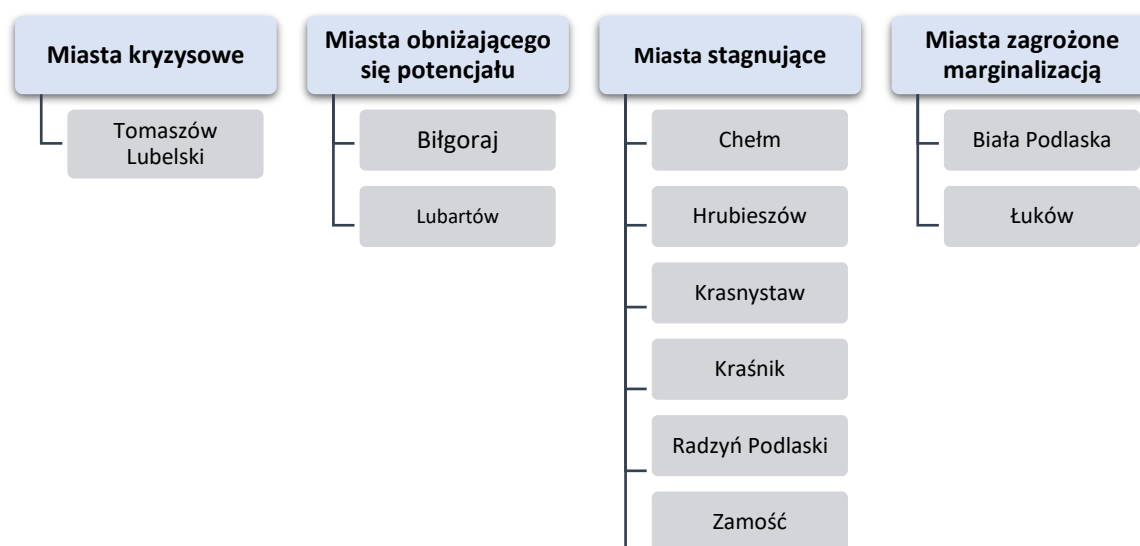 Miasta kryzysowe
Tomaszów
Lubelski
Miasta obniżającego
się potencjału
Biłgoraj
Lubartów
Miasta stagnujące
Chełm
Hrubieszów
Krasnystaw
Kraśnik
Radzyń Podlaski
Zamość
Miasta zagrożone
marginalizacją
Biała Podlaska
Łuków